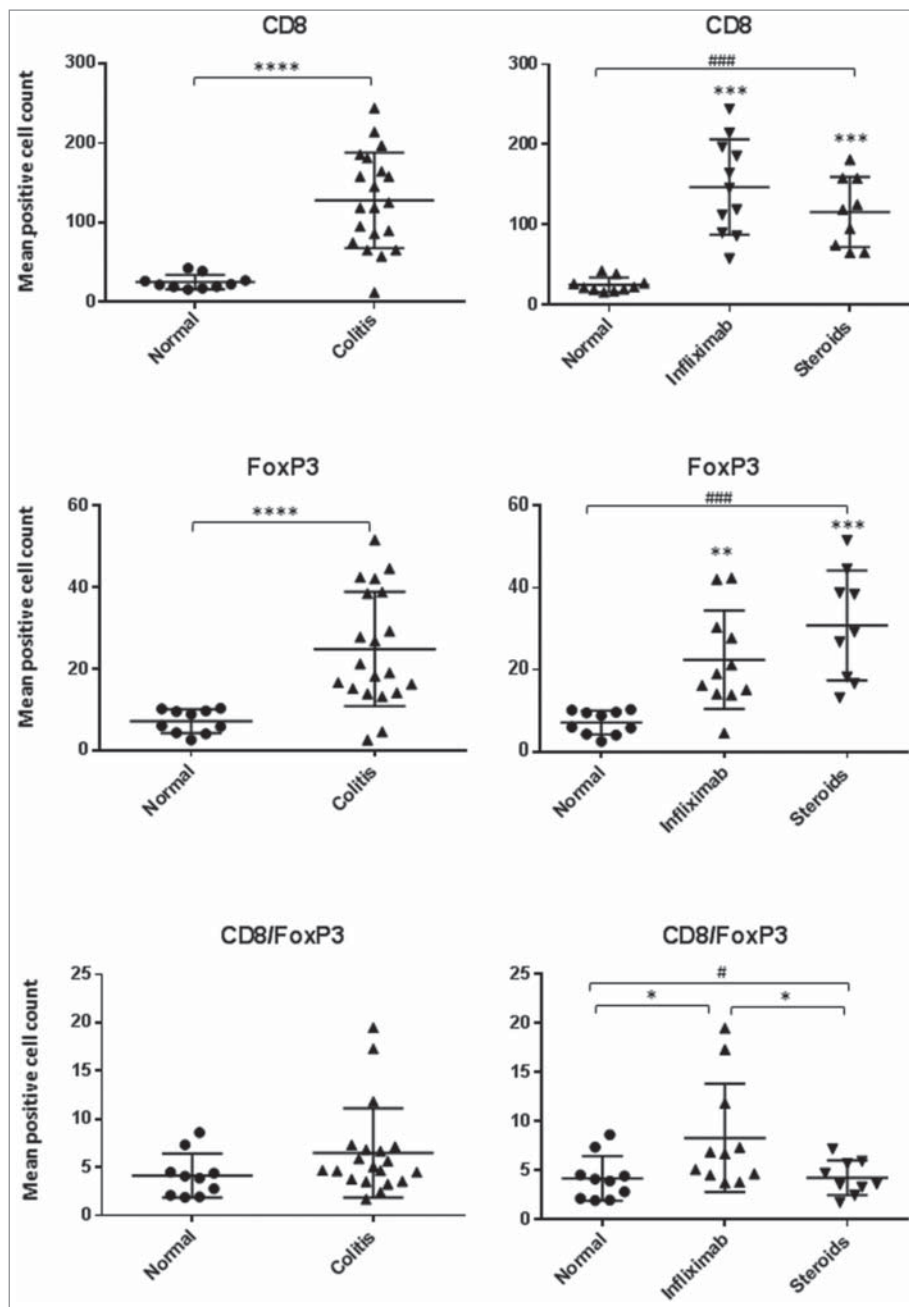 CD8
Mean positive cell count
300
200
100
0
****
Normal
Colitis
CD8
300
200
100
0
###
***
***
Normal
Infliximab
Steroids
FoxP3
Mean positive cell count
60
40
20
0
****
Normal
Colitis
FoxP3
60
40
20
0
###
**
***
Normal
Infliximab
Steroids
CD8/FoxP3
Mean positive cell count
25
20
15
10
5
0
Normal
Colitis
CD8/FoxP3
25
20
15
10
5
0
#
*
*
Normal
Infliximab
Steroids